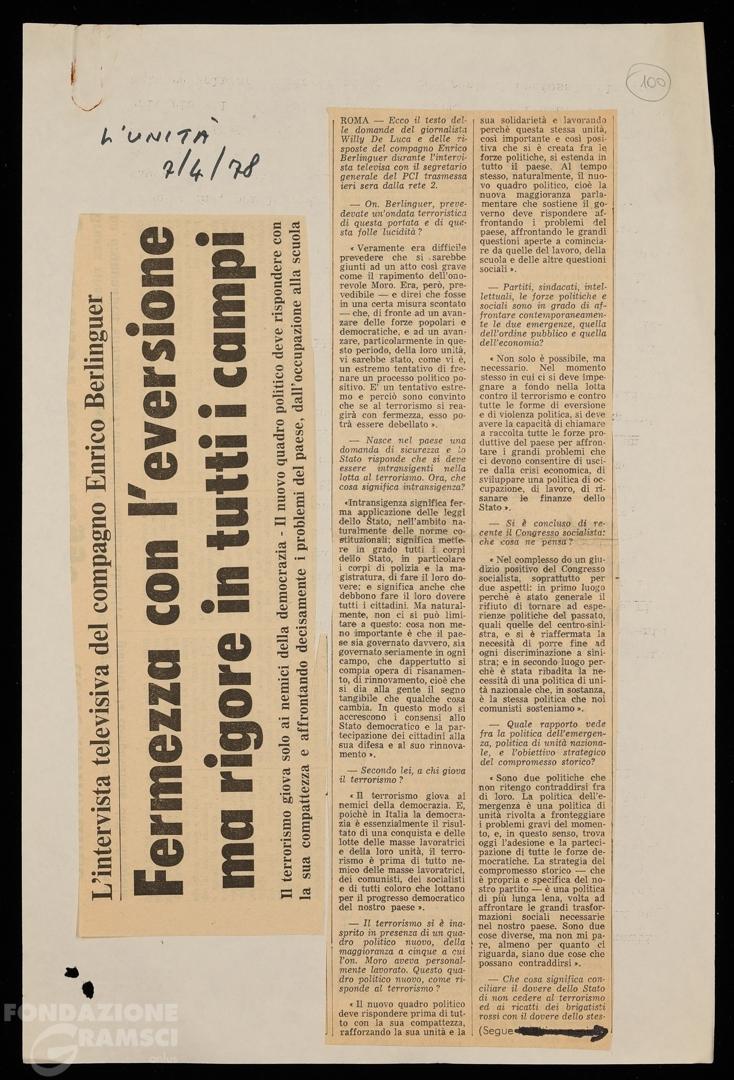 100
L'UNITÀ
7/4/78
L'intervista televisiva del compagno Enrico Berlinguer
Fermezza con l'eversione
ma rigore in tutti i campi
Il terrorismo giova solo ai nemici della democrazia - Il nuovo quadro politico deve rispondere con
la sua compattezza e affrontando decisamente i problemi del paese, dall'occupazione alla scuola
ROMA — Ecco il testo del-
le domande del giornalista
Willy De Luca e delle ri-
sposte del compagno Enrico
Berlinguer durante l'intervi-
sta televisa con il segretario
generale del PCI trasmessa
ieri sera dalla rete 2.
— On. Berlinguer, preve-
devate un'ondata terroristica
di questa portata e di que-
sta folle lucidità?
« Veramente era difficile
prevedere che si sarebbe
giunti ad un atto così grave
come il rapimento dell'ono-
revole Moro. Era, però, pre-
vedibile — e direi che fosse
in una certa misura scontato
— che, di fronte ad un avan-
zare delle forze popolari e
democratiche, e ad un avan-
zare, particolarmente in que-
sto periodo, della loro unità,
vi sarebbe stato, come vi è,
un estremo tentativo di fre-
nare un processo politico po-
sitivo. E' un tentativo estre-
mo e perciò sono convinto
che se al terrorismo si rea-
girà con fermezza, esso po-
trà essere debellato ».
— Nasce nel paese una
domanda di sicurezza e lo
Stato risponde che si deve
essere intransigenti nella
lotta al terrorismo. Ora, che
cosa significa intransigenza?
«Intransigenza significa fer-
ma applicazione delle leggi
dello Stato, nell'ambito na-
turalmente delle norme co-
stituzionali; significa mette-
re in grado tutti i corpi
dello Stato, in particolare
i corpi di polizia e la ma-
gistratura, di fare il loro do-
vere; e significa anche che
debbono fare il loro dovere
tutti i cittadini. Ma natural-
mente, non ci si può limi-
tare a questo: cosa non me-
no importante è che il pae-
se sia governato davvero, sia
governato seriamente in ogni
campo, che dappertutto si
compia opera di risanamen-
to, di rinnovamento, cioè che
si dia alla gente il segno
tangibile che qualche cosa
cambia. In questo modo si
accrescono i consensi allo
Stato democratico e la par-
tecipazione dei cittadini alla
sua difesa e al suo rinnova-
mento ».
— Secondo lei, a chi giova
il terrorismo?
« Il terrorismo giova ai
nemici della democrazia. E,
poichè in Italia la democra-
zia è essenzialmente il risul-
tato di una conquista e delle
lotte delle masse lavoratrici
e della loro unità, il terro-
rismo è prima di tutto ne-
mico delle masse lavoratrici,
dei comunisti, dei socialisti
e di tutti coloro che lottano
per il progresso democratico
del nostro paese ».
— Il terrorismo si è ina-
sprito in presenza di un qua-
dro politico nuovo, della
maggioranza a cinque a cui
l'on. Moro aveva personal-
mente lavorato. Questo qua-
dro politico nuovo, come ri-
sponde al terrorismo?
« Il nuovo quadro politico
deve rispondere prima di tut-
to con la sua compattezza,
rafforzando la sua unità e la
sua solidarietà e lavorando
perchè questa stessa unità,
così importante e così posi-
tiva che si è creata fra le
forze politiche, si estenda in
tutto il paese. Al tempo
stesso, naturalmente, il nuo-
vo quadro politico, cioè la
nuova maggioranza parla-
mentare che sostiene il go-
verno deve rispondere af-
frontando i problemi del
paese, affrontando le grandi
questioni aperte a comincia-
re da quelle del lavoro, della
scuola e delle altre questioni
sociali ».
— Partiti, sindacati, intel-
lettuali, le forze politiche e
sociali sono in grado di af-
frontare contemporaneamen-
te le due emergenze, quella
dell'ordine pubblico e quella
dell'economia?
« Non solo è possibile, ma
necessario. Nel momento
stesso in cui ci si deve impe-
gnare a fondo nella lotta
contro il terrorismo e contro
tutte le forme di eversione
e di violenza politica, si deve
avere la capacità di chiamare
a raccolta tutte le forze pro-
duttive del paese per affron-
tare i grandi problemi che
ci devono consentire di usci-
re dalla crisi economica, di
sviluppare una politica di oc-
cupazione, di lavoro, di ri-
sanare le finanze dello
Stato ».
— Si è concluso di re-
cente il Congresso socialista:
che cosa ne pensa?
« Nel complesso do un giu-
dizio positivo del Congresso
socialista, soprattutto per
due aspetti: in primo luogo
perchè è stato generale il
rifiuto di tornare ad espe-
rienze politiche del passato,
quali quelle del centro-sini-
stra, e si è riaffermata la
necesità di porre fine ad
ogni discriminazione a sini-
stra; e in secondo luogo per-
chè è stata ribadita la ne-
cessità di una politica di uni-
tà nazionale che, in sostanza,
è la stessa politica che noi
comunisti sosteniamo ».
— Quale rapporto vede
fra la politica dell'emergen-
za, politica di unità naziona-
le, e l'obiettivo strategico
del compromesso storico?
« Sono due politiche che
non ritengo contraddirsi fra
di loro. La politica dell'e-
mergenza è una politica di
unità rivolta a fronteggiare
i problemi gravi del momen-
to, e, in questo senso, trova
oggi l'adesione e la parteci-
pazione di tutte le forze de-
mocratiche. La strategia del
compromesso storico — che
è propria e specifica del no-
stro partito — è una politica
di più lunga lena, volta ad
affrontare le grandi trasfor-
mazioni sociali necessarie
nel nostro paese. Sono due
cose diverse, ma non mi pa-
re, almeno per quanto ci
riguarda, siano due cose che
possano contraddirsi ».
— Che cosa significa con-
ciliare il dovere dello Stato
di non cedere al terrorismo
ed ai ricatti dei brigatisti
rossi con il dovere dello stes-
(Segue
FONDAZIONE
GRAMSCI